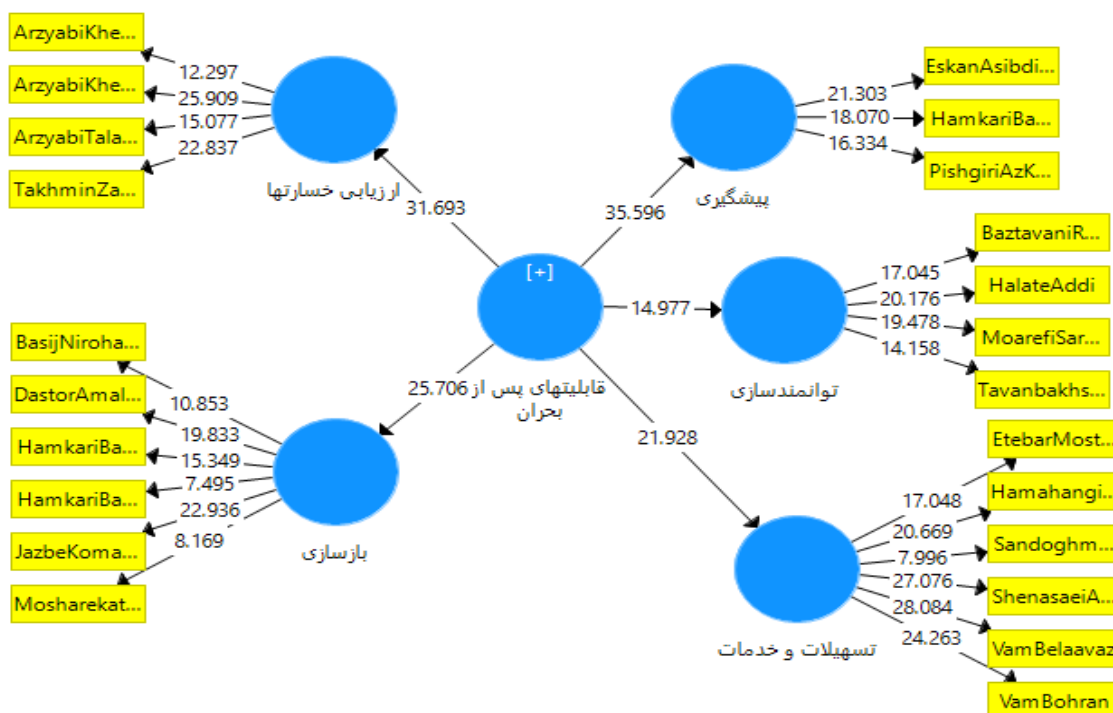 ArzyabiKhe...
ArzyabiKhe...
ArzyabiTala...
TakhminZa...
12.297
25.909
15.077
22.837
ارزیابی خسارتها
31.693
EskanAsibdi...
HamkariBa...
PishgiriAzK...
21.303
18.070
16.334
پیشگیری
35.596
[+]
قابلیتهای پس از
بحران
14.977
BaztavaniR...
HalateAddi
MoarefiSar...
Tavanbakhs...
17.045
20.176
19.478
14.158
توانمندسازی
BasijNiroha...
DastorAmal...
HamkariBa...
HamkariBa...
JazbeKoma...
Mosharekat...
10.853
19.833
15.349
7.495
22.936
8.169
بازسازی
25.706
21.928
EtebarMost...
Hamahangi...
Sandoghm...
ShenasaeiA...
VamBelaavaz
VamBohran
17.048
20.669
7.996
27.076
28.084
24.263
تسهیلات و خدمات